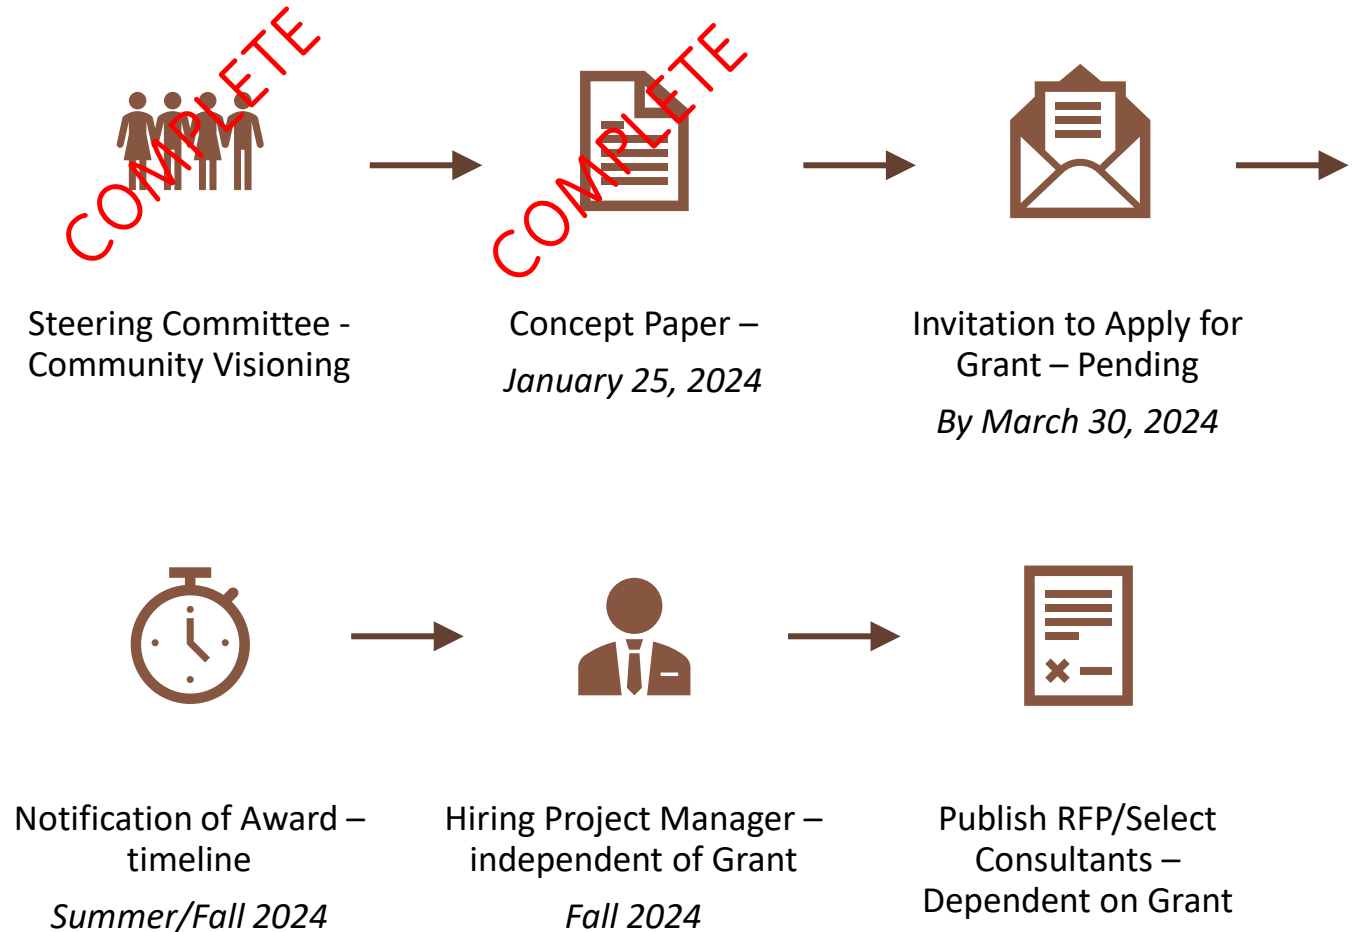 COMPLETE
COMPLETE
Steering Committee -
Community Visioning
Concept Paper –
January 25, 2024
Invitation to Apply for
Grant – Pending
By March 30, 2024
Notification of Award –
timeline
Summer/Fall 2024
Hiring Project Manager –
independent of Grant
Fall 2024
Publish RFP/Select
Consultants –
Dependent on Grant